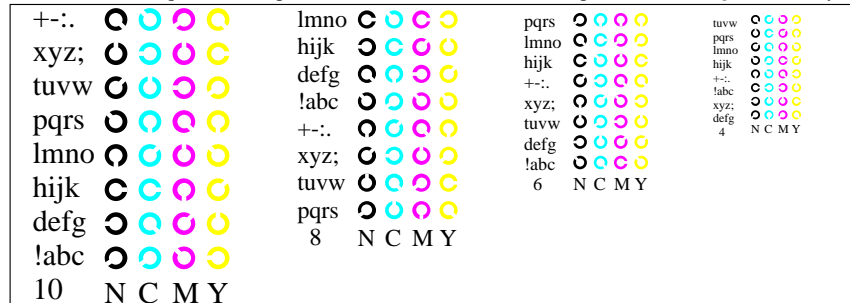 +-:.
xyz;
tuvw
pqrs
lmno
hijk
defg
!abc
10 N C M Y
lmno
hijk
defg
!abc
+-:.
xyz;
tuvw
pqrs
8 N C M Y
pqrs
lmno
hijk
+-:.
xyz;
tuvw
defg
!abc
6 N C M Y
tuvw
pqrs
lmno
hijk
+-:.
!abc
xyz;
defg
4 N C M Y